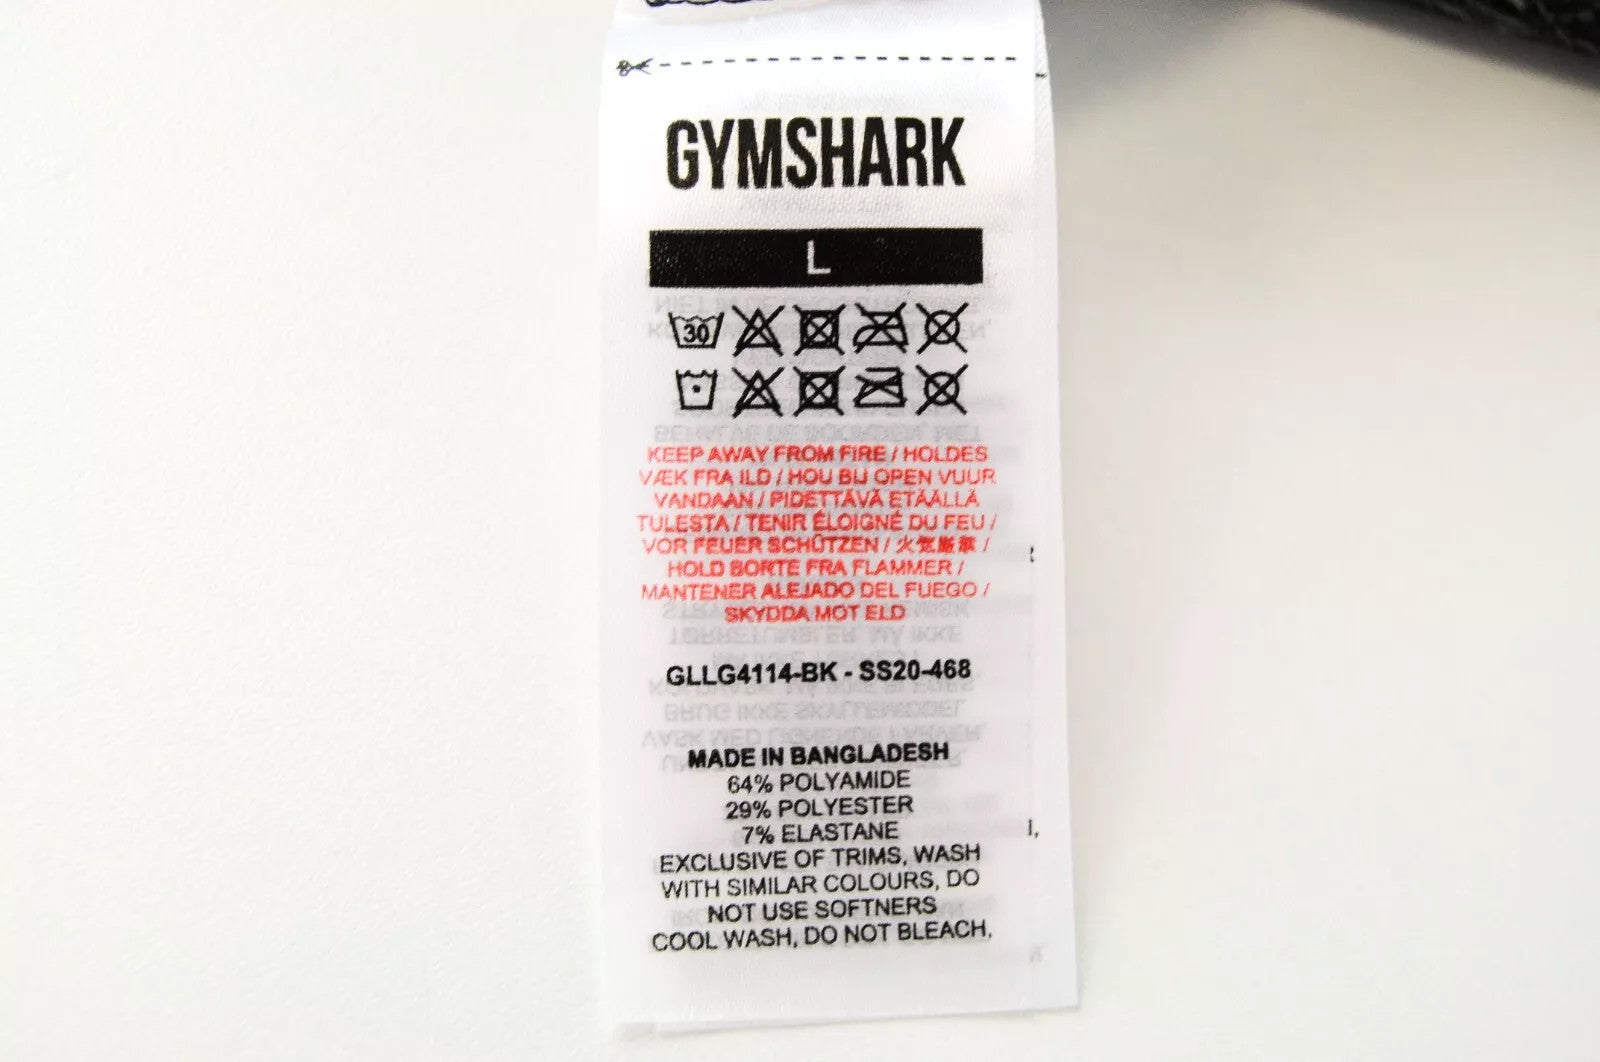 GYMSHARK
L
30
KEEP AWAY FROM FIRE / HOLDES
VÆK FRA ILD / HOU BIJ OPEN VUUR
VANDAAN / PIDETTÄVÄ ETÄÄLLÄ
TULESTA / TENIR ÉLOIGNÉ DU FEU /
VOR FEUER SCHÜTZEN / 火気厳禁 /
HOLD BORTE FRA FLAMMER /
MANTENER ALEJADO DEL FUEGO /
SKYDDA MOT ELD
GLLG4114-BK - SS20-468
MADE IN BANGLADESH
64% POLYAMIDE
29% POLYESTER
7% ELASTANE
EXCLUSIVE OF TRIMS, WASH
WITH SIMILAR COLOURS, DO
NOT USE SOFTNERS
COOL WASH, DO NOT BLEACH.